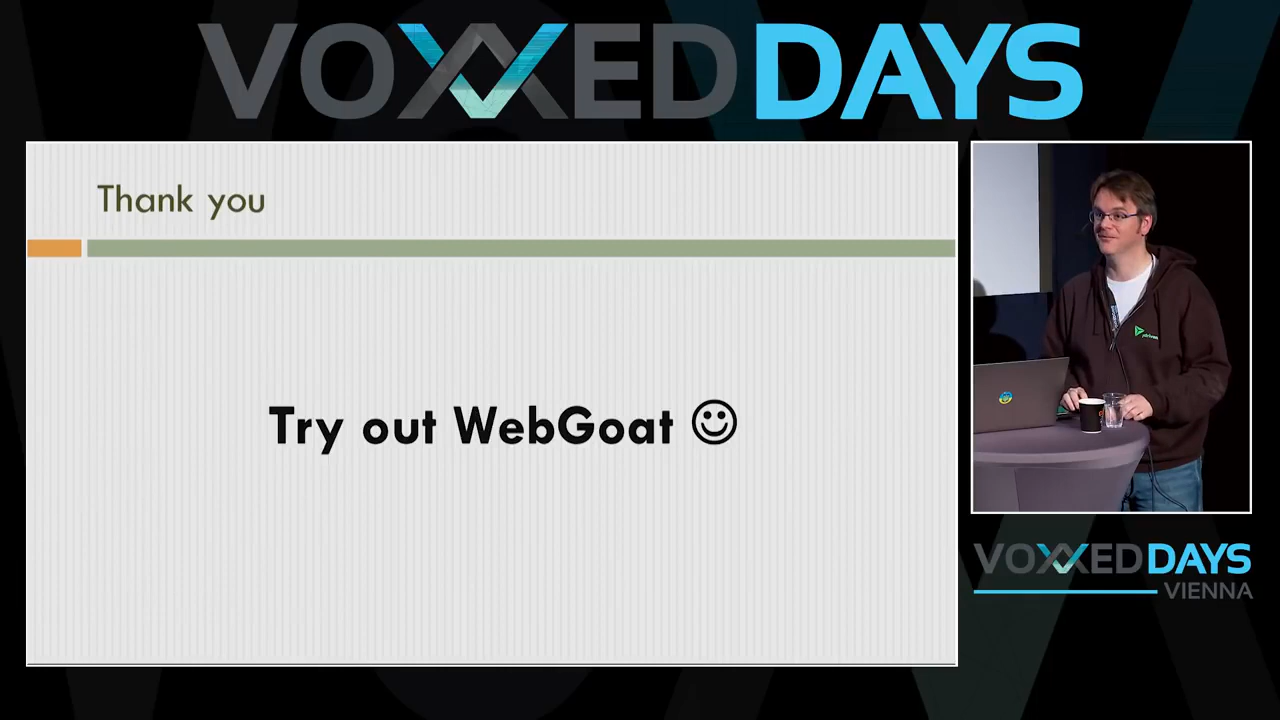 VOXXED DAYS
Thank you
Try out WebGoat ☺
VOXXED DAYS
VIENNA